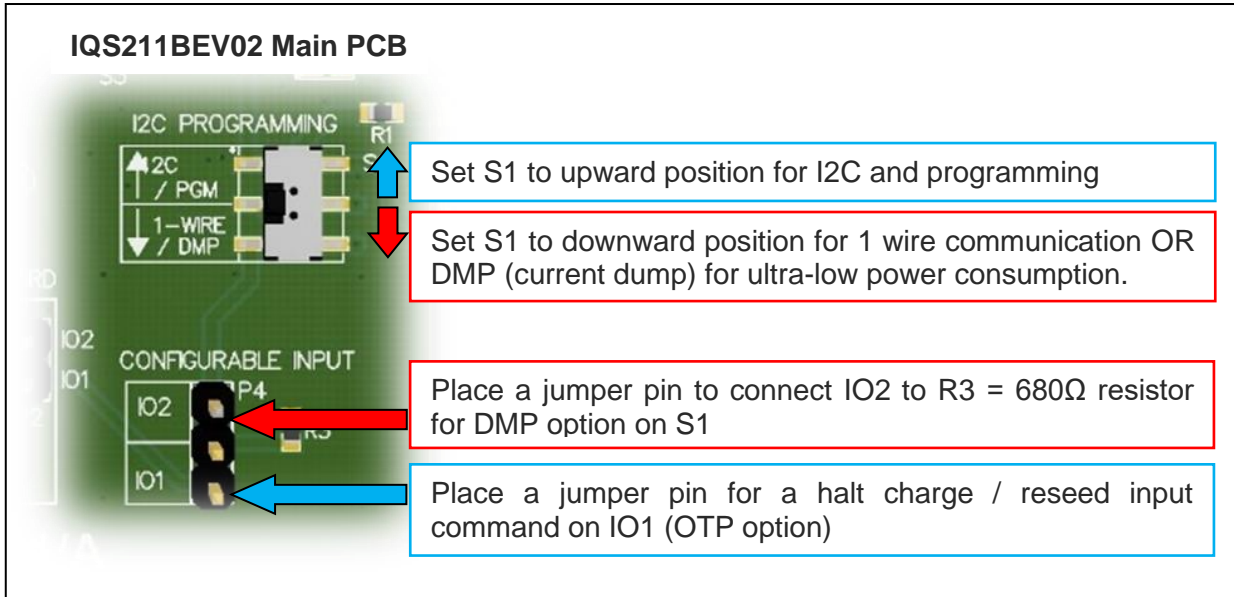 IQS211BEV02 Main PCB
I2C PROGRAMMING
R1
I2C
/ PGM
1-WIRE
/ DMP
Set S1 to upward position for I2C and programming
Set S1 to downward position for 1 wire communication OR
DMP (current dump) for ultra-low power consumption.
IO2
IO1
CONFIGURABLE INPUT
P4
IO2
R3
IO1
Place a jumper pin to connect IO2 to R3 = 680Ω resistor
for DMP option on S1
Place a jumper pin for a halt charge / reseed input
command on IO1 (OTP option)